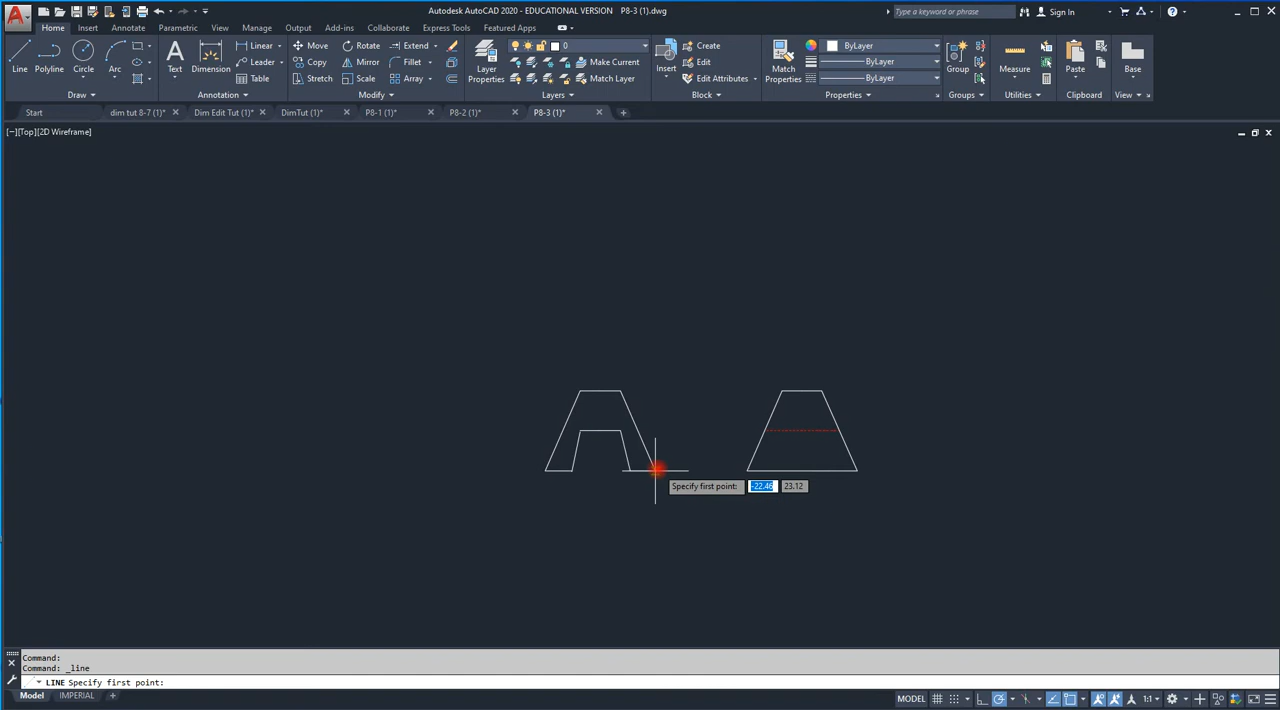 Autodesk AutoCAD 2020 - EDUCATIONAL VERSION P8-3 (1).dwg
Type a keyword or phrase
Sign In
Home Insert Annotate Parametric View Manage Output Add-ins Collaborate Express Tools Featured Apps
Line Polyline Circle Arc
Text Dimension
Linear
Leader
Table
Move Rotate Extend
Copy Mirror Fillet
Stretch Scale Array
Layer
Properties
0
Make Current
Match Layer
Insert
Create
Edit
Edit Attributes
Match
Properties
ByLayer
ByLayer
ByLayer
Group
Measure
Paste
Base
Draw Annotation Modify Layers Block Properties Groups Utilities Clipboard View
Start dim tut 8-7 (1)* Dim Edit Tut (1)* DimTut (1)* P8-1 (1)* P8-2 (1)* P8-3 (1)*
[−][Top][2D Wireframe]
Specify first point: -22.46 23.12
Command:
Command: _line
LINE Specify first point:
Model IMPERIAL
MODEL 1:1